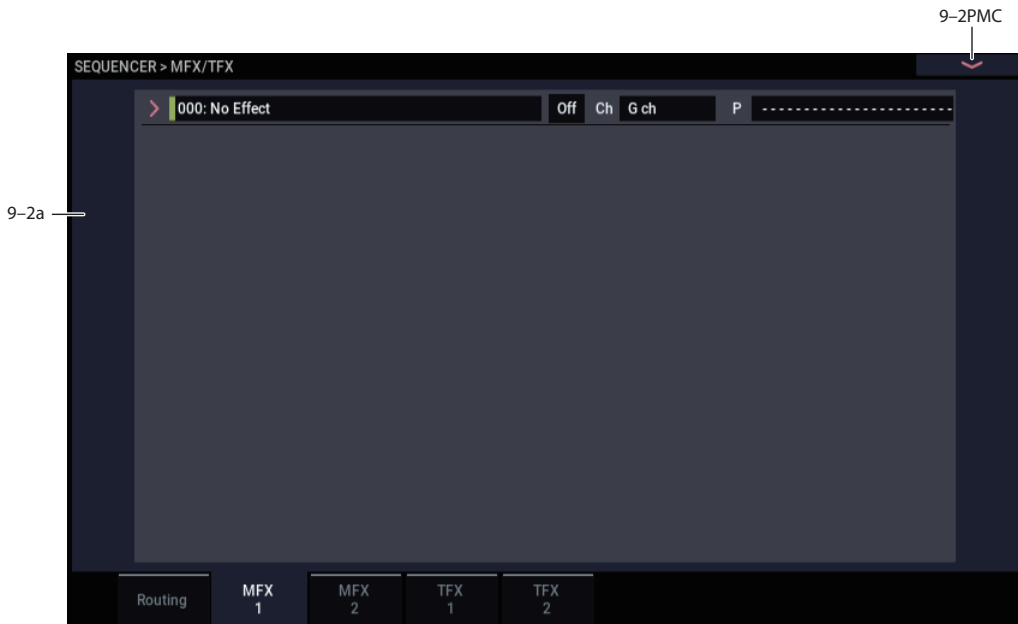 9–2PMC
SEQUENCER > MFX/TFX
000: No Effect Off Ch G ch P -----------------------
9–2a
Routing MFX 1 MFX 2 TFX 1 TFX 2